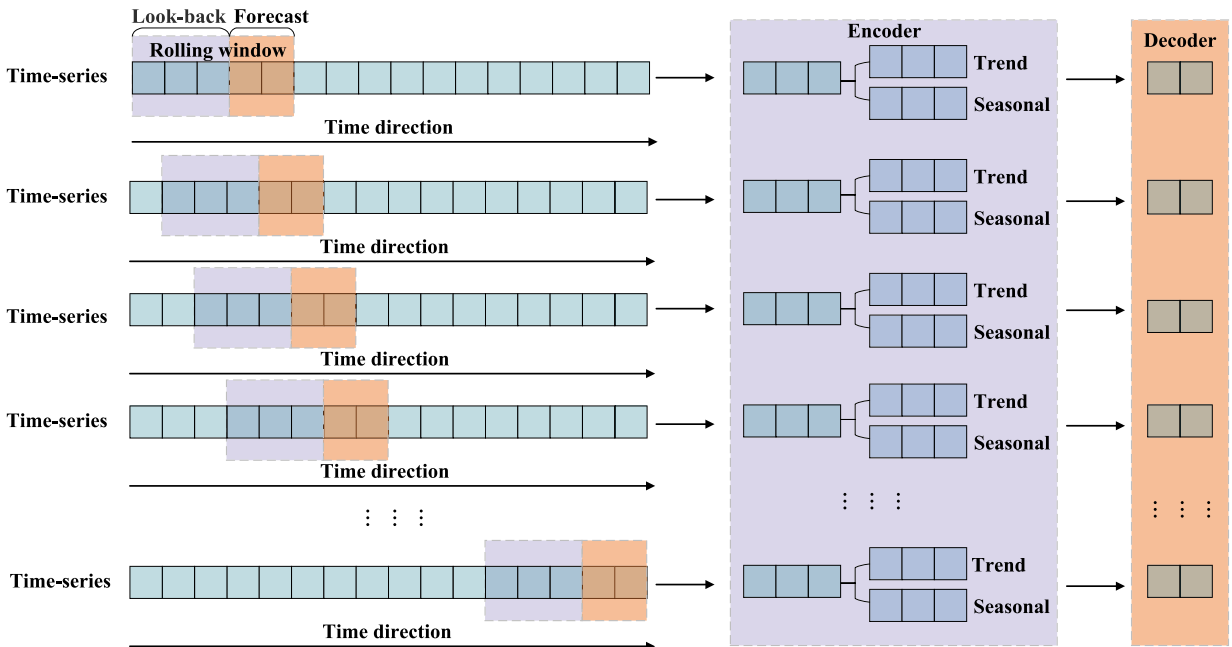 Look-back Forecast
Rolling window
Time-series
Time direction
Encoder
Trend
Seasonal
Decoder
Time-series
Time direction
Trend
Seasonal
Time-series
Time direction
Trend
Seasonal
Time-series
Time direction
Trend
Seasonal
Time-series
Time direction
Trend
Seasonal